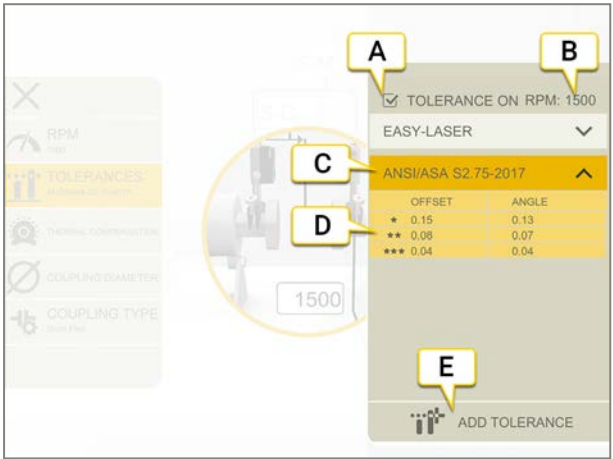 A
B
TOLERANCE ON RPM: 1500
EASY-LASER
C
ANSI/ASA S2.75-2017
OFFSET ANGLE
D
★ 0.15 0.13
★★ 0.08 0.07
★★★ 0.04 0.04
E
ADD TOLERANCE
RPM
TOLERANCES
THERMAL COMPENSATION
COUPLING DIAMETER
COUPLING TYPE
1500